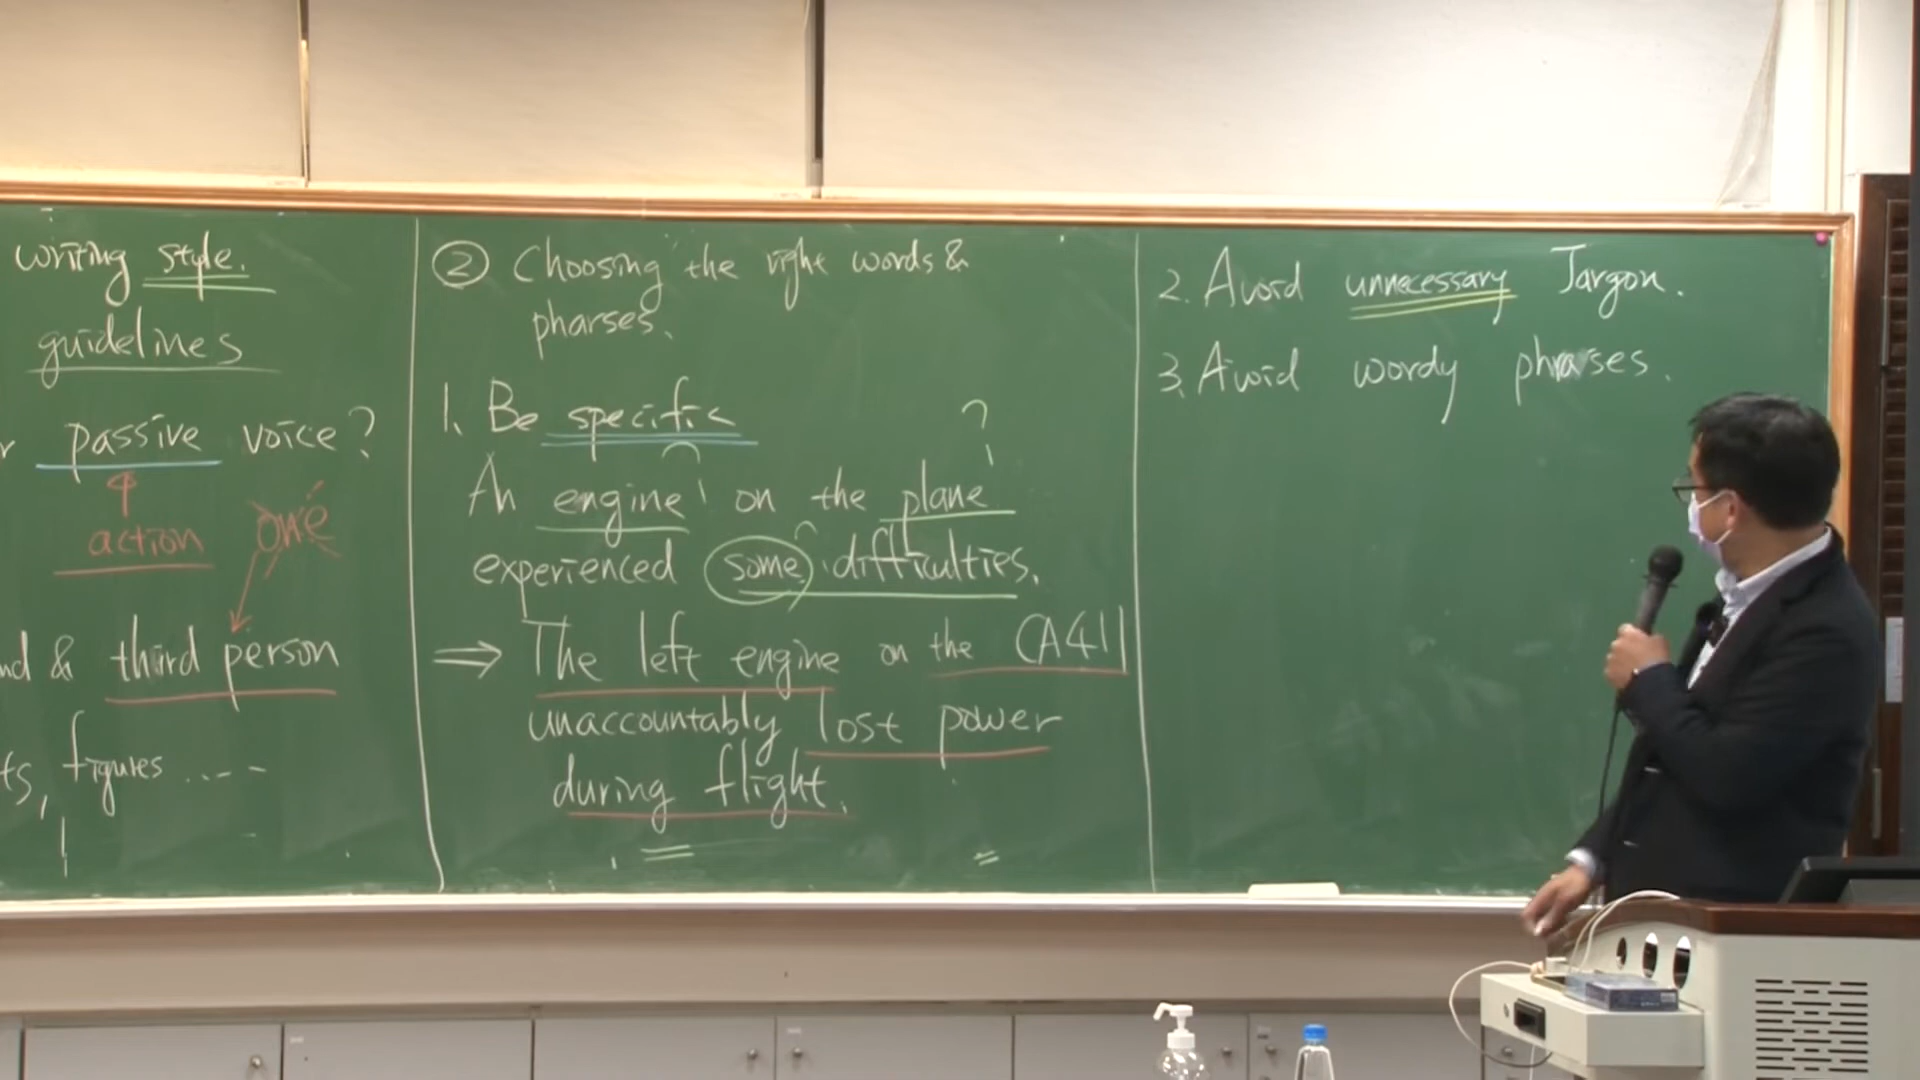 writing style.
guidelines
r passive voice?
action one
nd & third person
ts, figures ....
② Choosing the right words &
pharses.
1. Be specific
?
An engine on the plane
experienced some difficulties.
⇒ The left engine on the CA411
unaccountably lost power
during flight.
2. Avoid unnecessary Jargon.
3. Avoid wordy phrases.